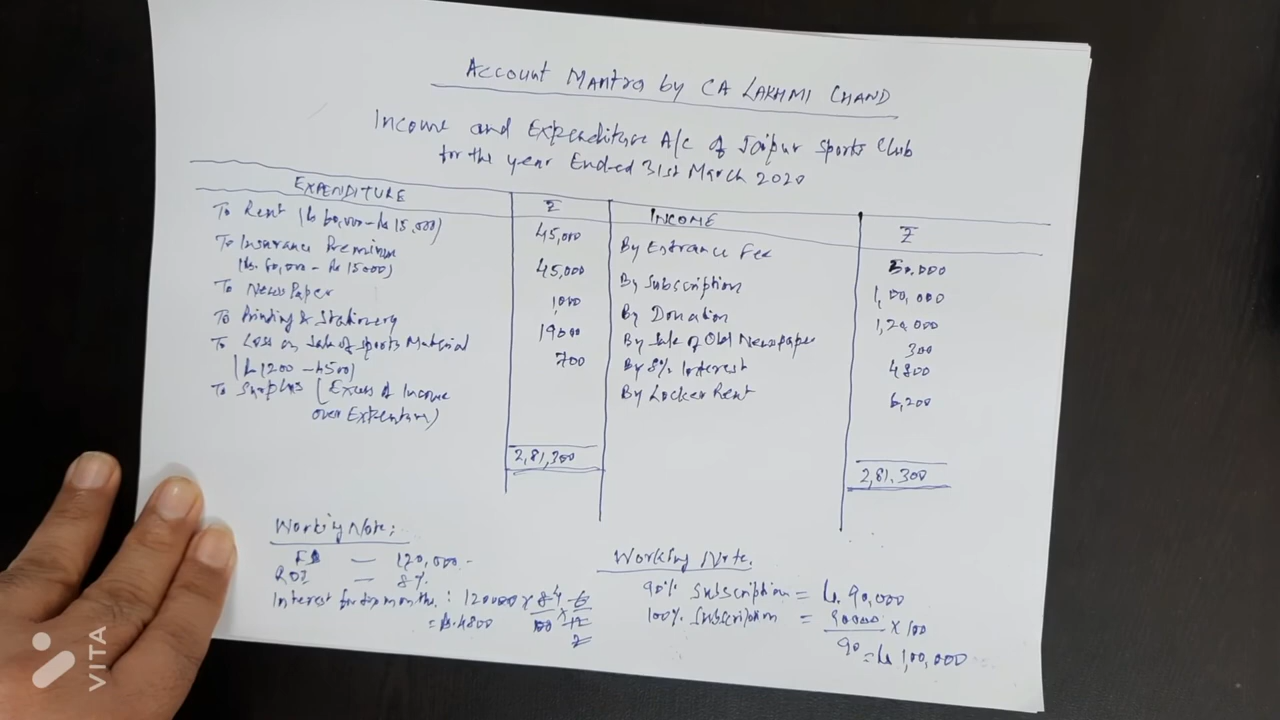 Account Mantra by CA LAKHMI CHAND
Income and Expenditure A/c of Jaipur Sports Club
for the year Ended 31st March 2020
EXPENDITURE ₹ INCOME ₹
To Rent (Rs 60,000 - Rs 15,000) 45,000 By Entrance Fee 50,000
To Insurance Premium
(Rs. 60,000 - Rs 15000) 45,000 By Subscription 1,00,000
To News Paper 1,000 By Donation 1,20,000
To Printing & Stationery 19000 By Sale of Old Newspaper 300
To Loss on Sale of Sports Material
(Rs 1200 - Rs 500) 700 By 8% Interest 4800
To Surplus (Excess of Income By Locker Rent 6,200
over Expenditure)
2,81,300 2,81,300
Working Note:
— 120,000
ROI — 8%
Interest for six months : 120000 × 8 4 6
= Rs. 4800 100 × 12
2
Working Note.
90% Subscription = Rs. 90,000
100% Subscription = 90000 × 100
90
= Rs 1,00,000
VITA